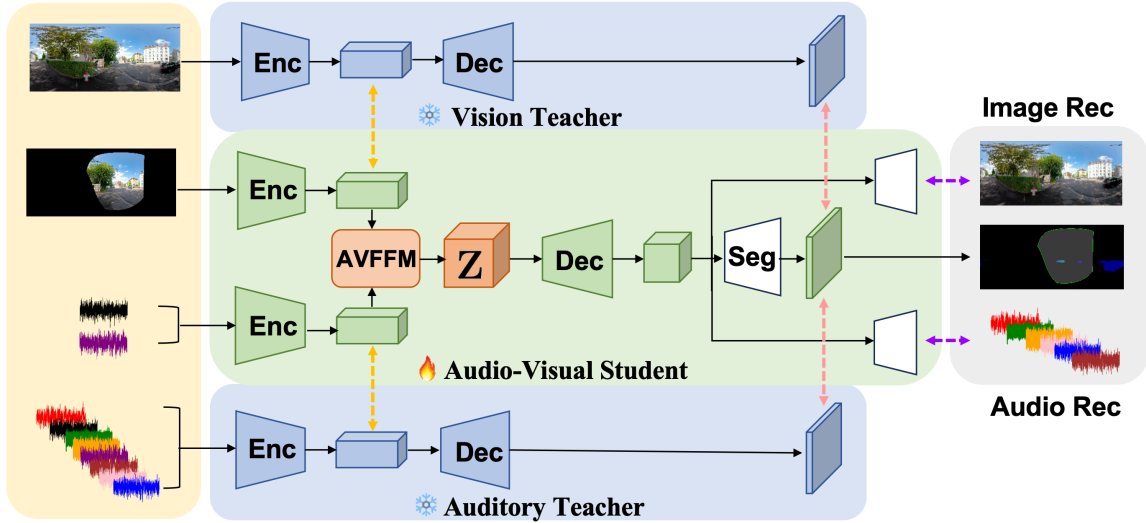 Enc
Dec
Vision Teacher
Image Rec
Enc
AVFFM
Z
Dec
Seg
Enc
Audio-Visual Student
Audio Rec
Enc
Dec
Auditory Teacher